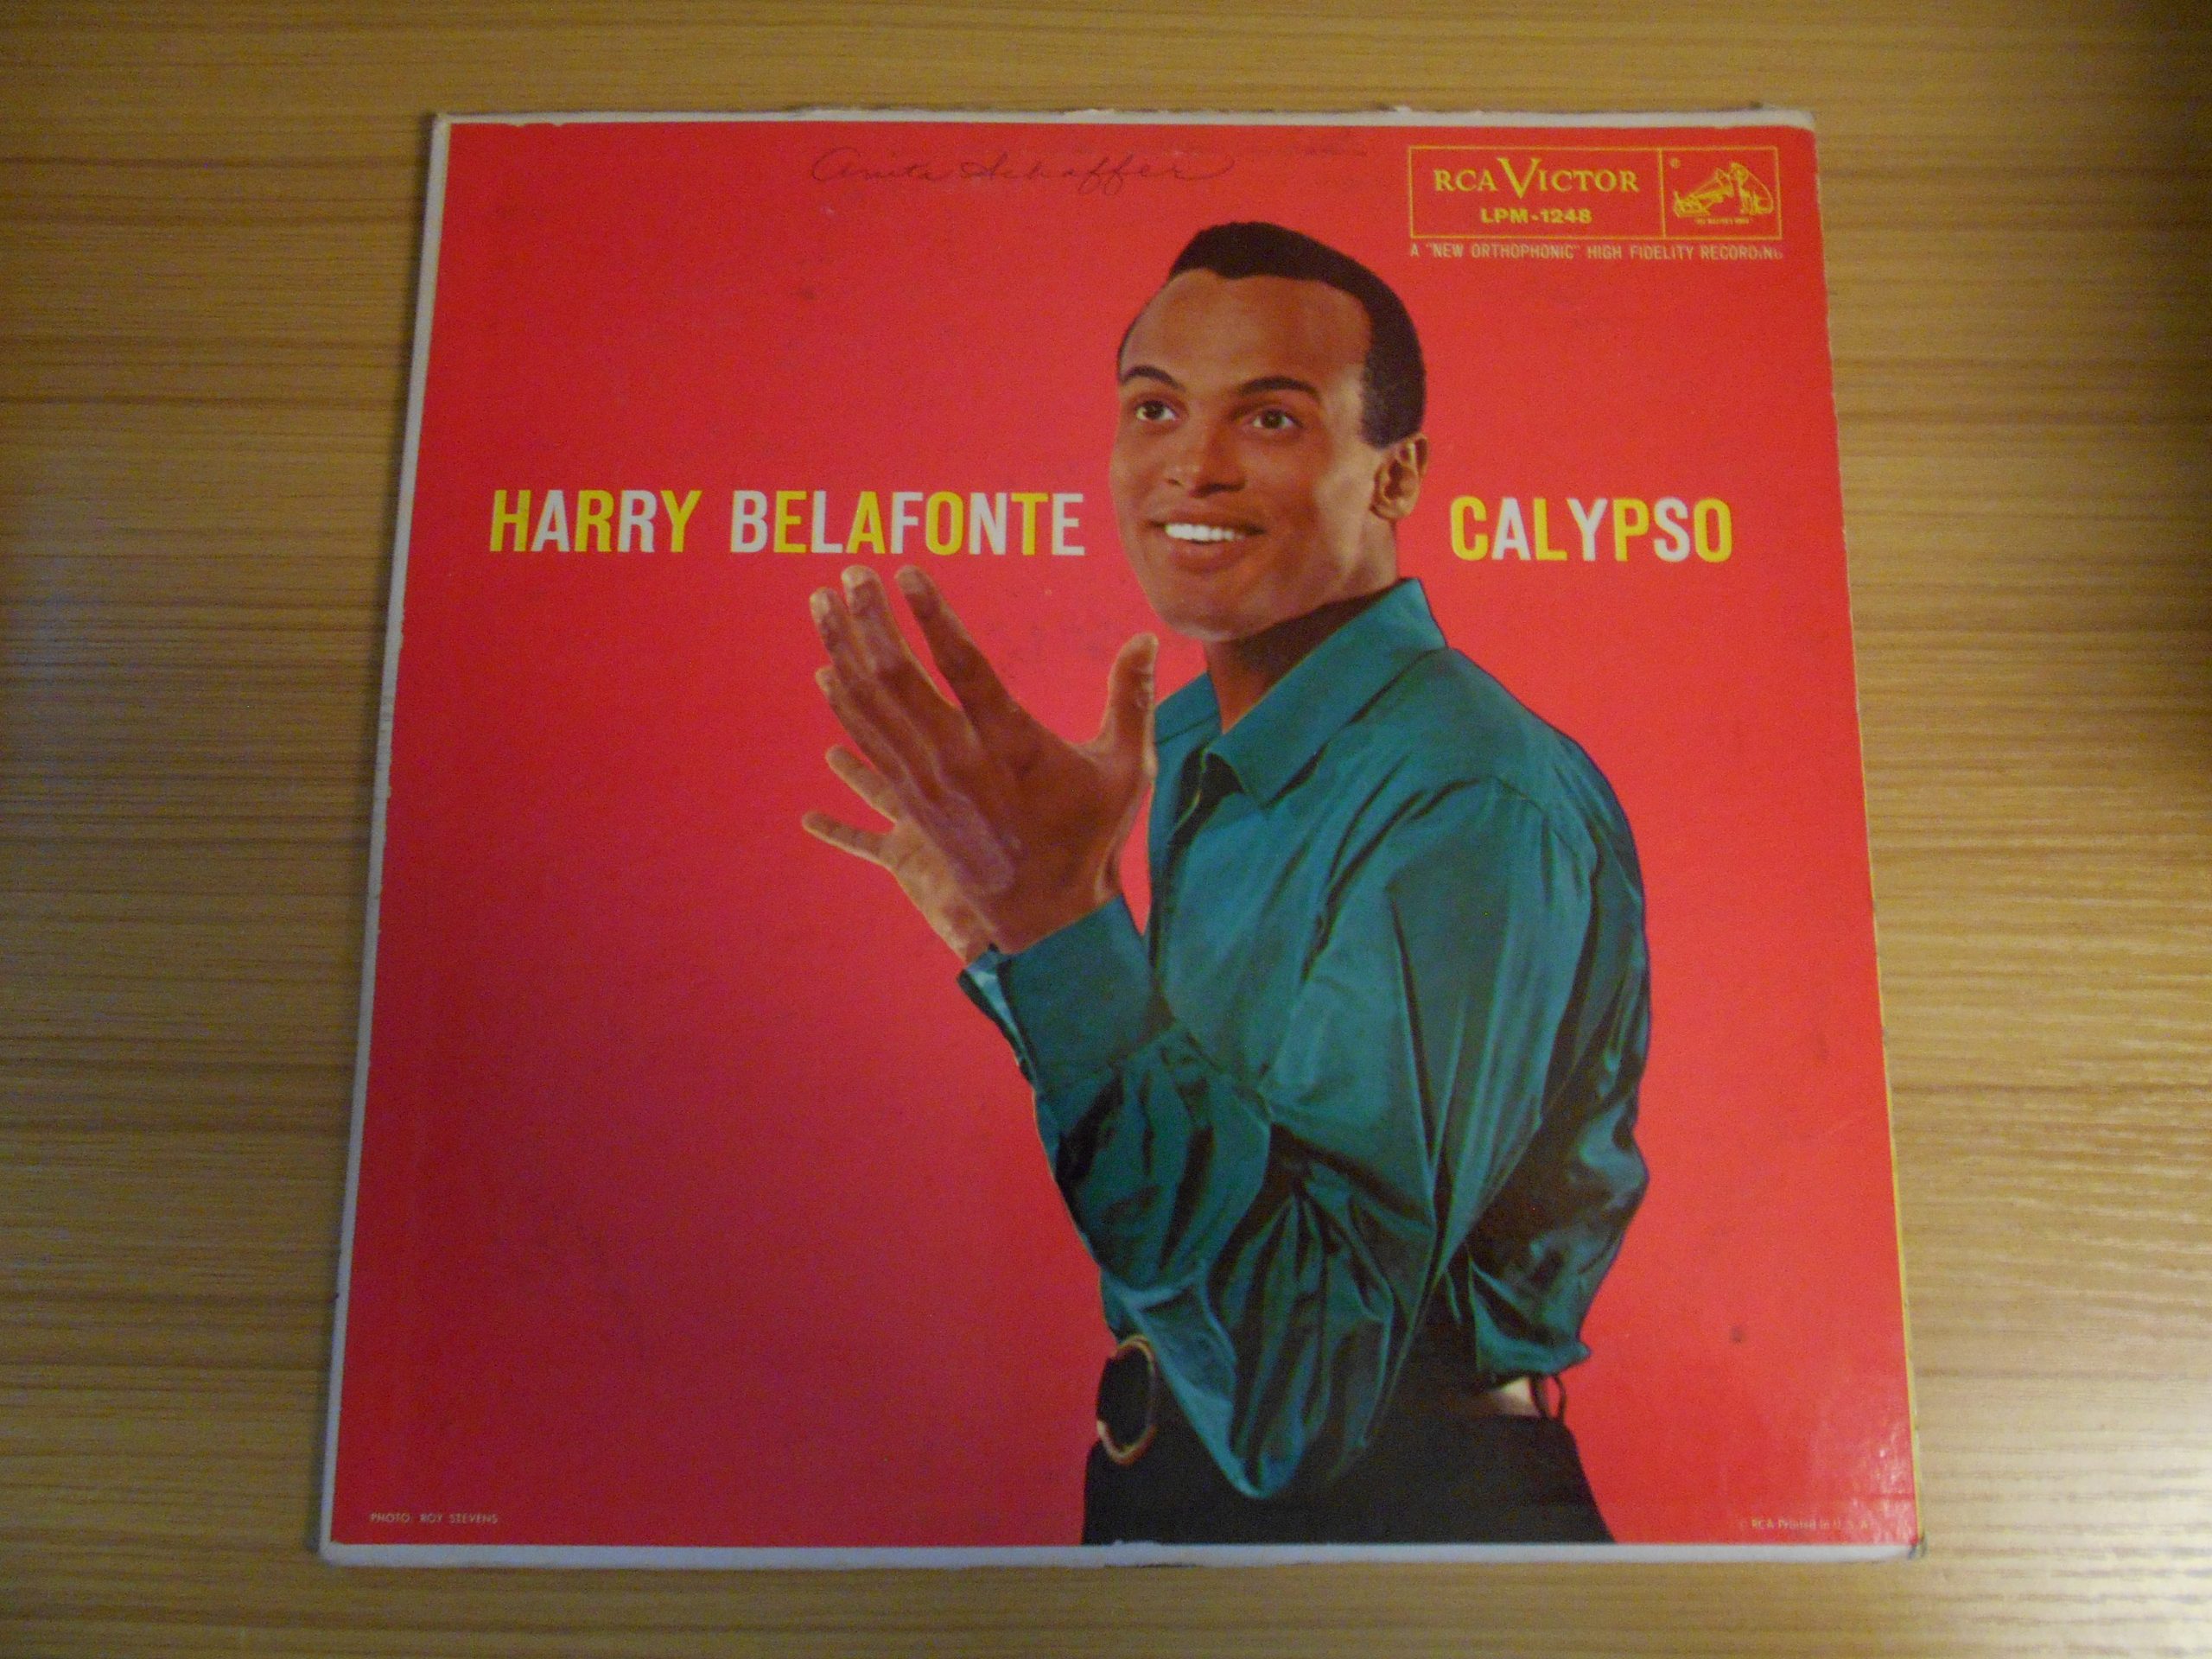 Anita Schaffer
RCA VICTOR
LPM-1248
A "NEW ORTHOPHONIC" HIGH FIDELITY RECORDING
HARRY BELAFONTE CALYPSO
PHOTO: ROY STEVENS
© RCA Printed in U. S. A.